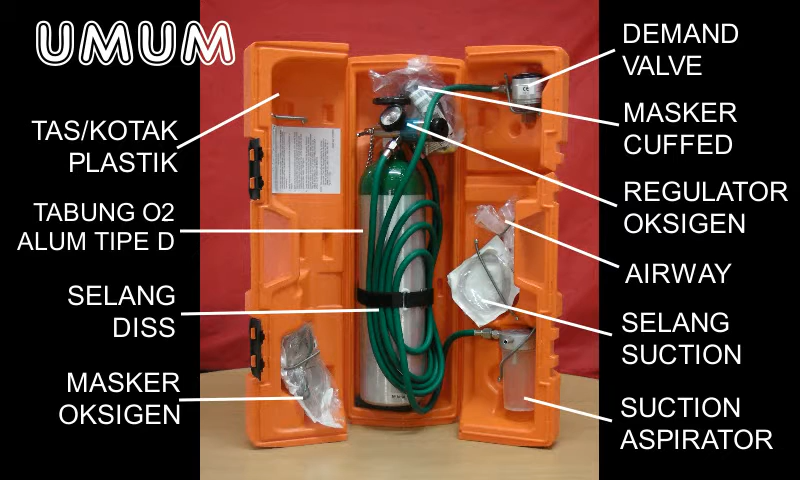 UMUM
TAS/KOTAK
PLASTIK
TABUNG O2
ALUM TIPE D
SELANG
DISS
MASKER
OKSIGEN
DEMAND
VALVE
MASKER
CUFFED
REGULATOR
OKSIGEN
AIRWAY
SELANG
SUCTION
SUCTION
ASPIRATOR